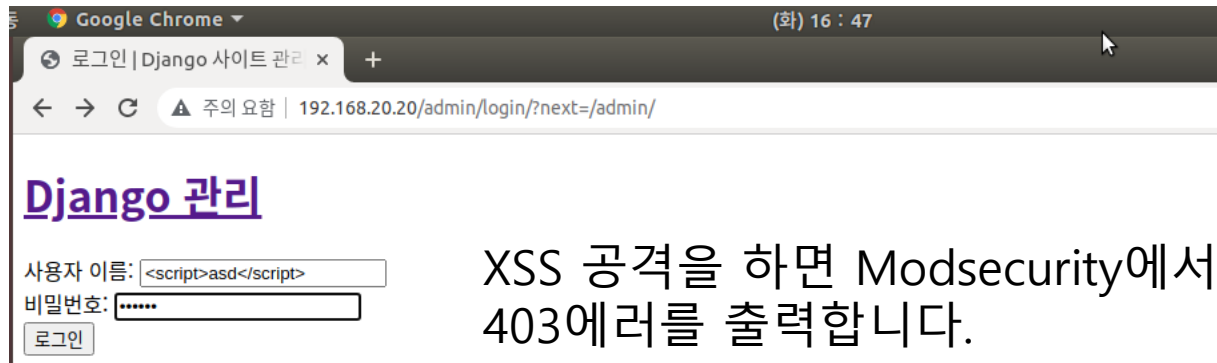 Google Chrome
(화) 16 : 47
로그인 | Django 사이트 관리
주의 요함 192.168.20.20/admin/login/?next=/admin/
Django 관리
사용자 이름: <script>asd</script>
비밀번호: ••••••
로그인
XSS 공격을 하면 Modsecurity에서
403에러를 출력합니다.